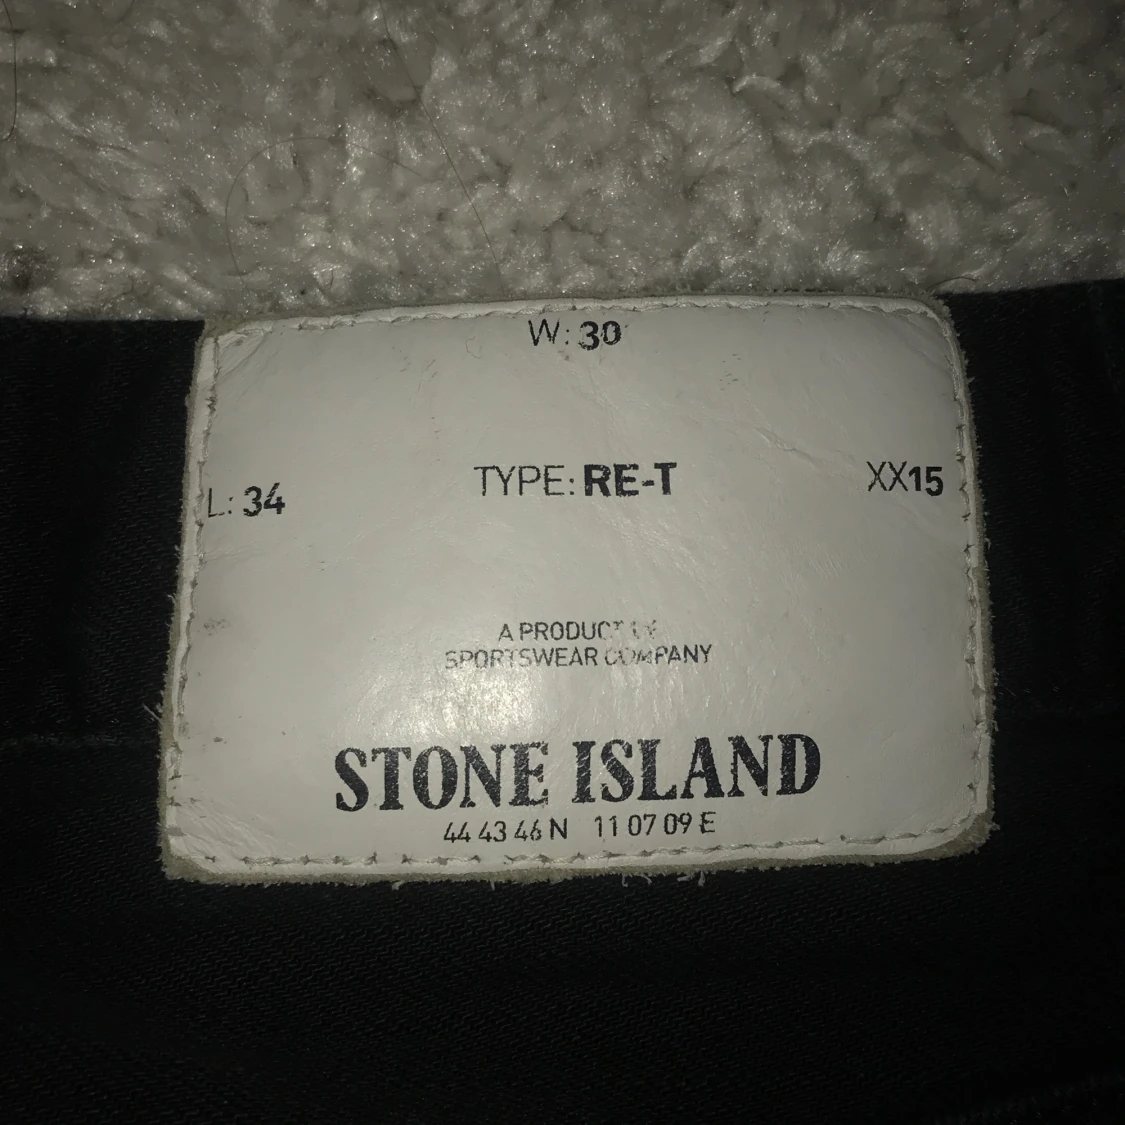 W: 30
L: 34
TYPE: RE-T
XX15
A PRODUCT BY
SPORTSWEAR COMPANY
STONE ISLAND
44 43 46 N 11 07 09 E